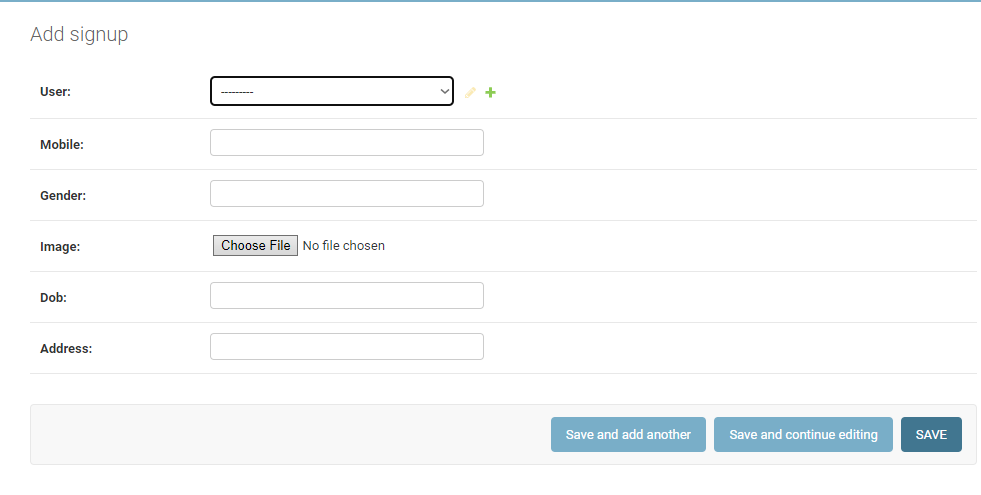 Add signup
User: ---------
Mobile:
Gender:
Image: Choose File No file chosen
Dob:
Address:
Save and add another Save and continue editing SAVE